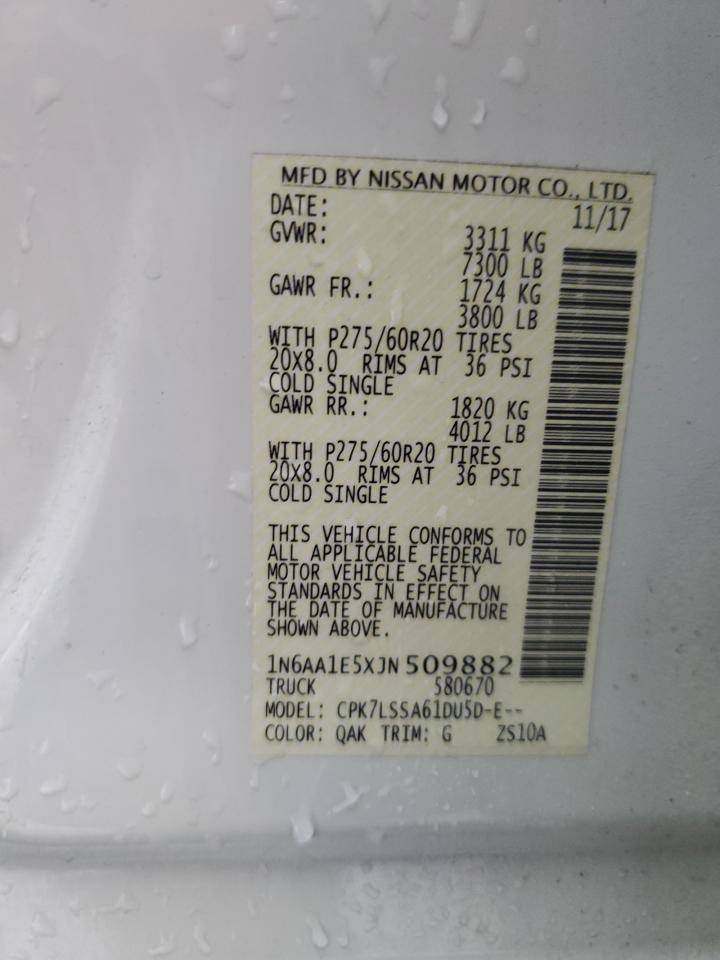 MFD BY NISSAN MOTOR CO., LTD.
DATE: 11/17
GVWR: 3311 KG
7300 LB
GAWR FR.: 1724 KG
3800 LB
WITH P275/60R20 TIRES
20X8.0 RIMS AT 36 PSI
COLD SINGLE
GAWR RR.: 1820 KG
4012 LB
WITH P275/60R20 TIRES
20X8.0 RIMS AT 36 PSI
COLD SINGLE
THIS VEHICLE CONFORMS TO
ALL APPLICABLE FEDERAL
MOTOR VEHICLE SAFETY
STANDARDS IN EFFECT ON
THE DATE OF MANUFACTURE
SHOWN ABOVE.
1N6AA1E5XJN509882
TRUCK 580670
MODEL: CPK7LSSA61DU5D-E--
COLOR: QAK TRIM: G ZS10A